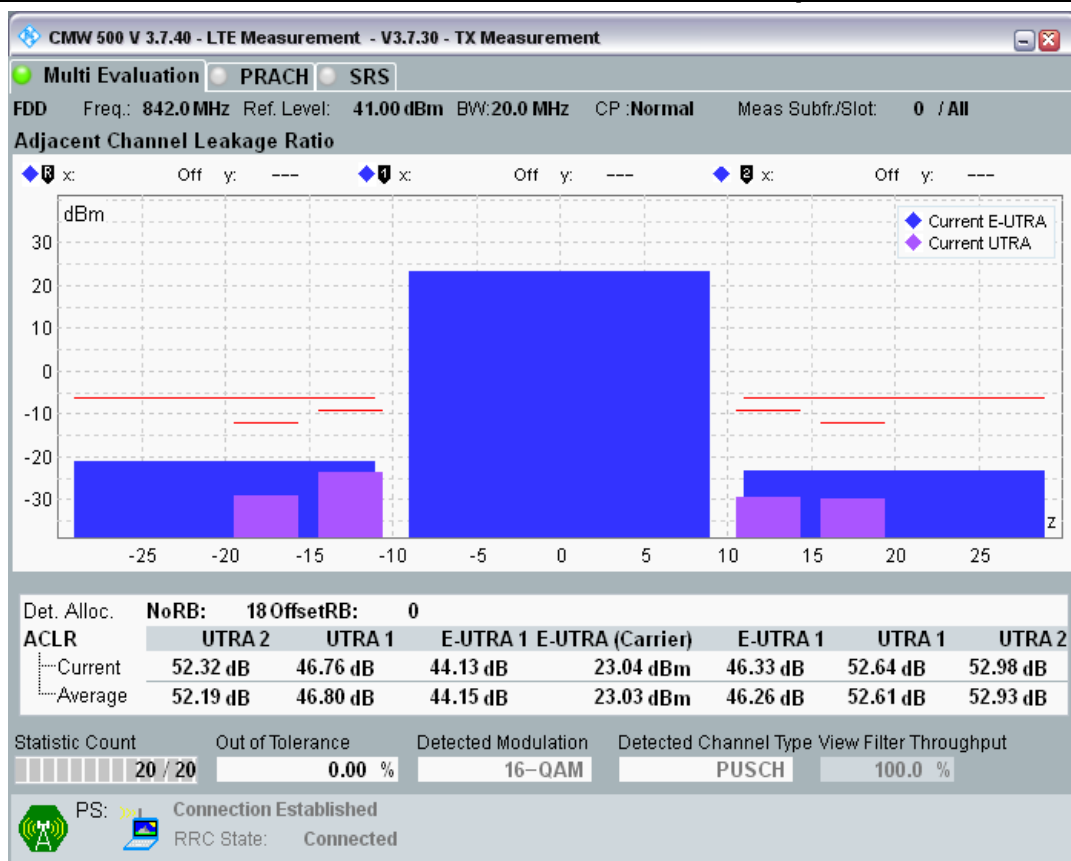 CMW 500 V 3.7.40 - LTE Measurement - V3.7.30 - TX Measurement
Multi Evaluation PRACH SRS
FDD Freq.: 842.0 MHz Ref. Level: 41.00 dBm BW:20.0 MHz CP :Normal Meas Subfr./Slot: 0 / All
Adjacent Channel Leakage Ratio
R x: Off y: --- 1 x: Off y: --- 2 x: Off y: ---
dBm
Current E-UTRA
Current UTRA
30
20
10
0
-10
-20
-30
z
-25 -20 -15 -10 -5 0 5 10 15 20 25
Det. Alloc. NoRB: 18 OffsetRB: 0
ACLR UTRA 2 UTRA 1 E-UTRA 1 E-UTRA (Carrier) E-UTRA 1 UTRA 1 UTRA 2
Current 52.32 dB 46.76 dB 44.13 dB 23.04 dBm 46.33 dB 52.64 dB 52.98 dB
Average 52.19 dB 46.80 dB 44.15 dB 23.03 dBm 46.26 dB 52.61 dB 52.93 dB
Statistic Count Out of Tolerance Detected Modulation Detected Channel Type View Filter Throughput
20 / 20 0.00 % 16-QAM PUSCH 100.0 %
PS: Connection Established
RRC State: Connected